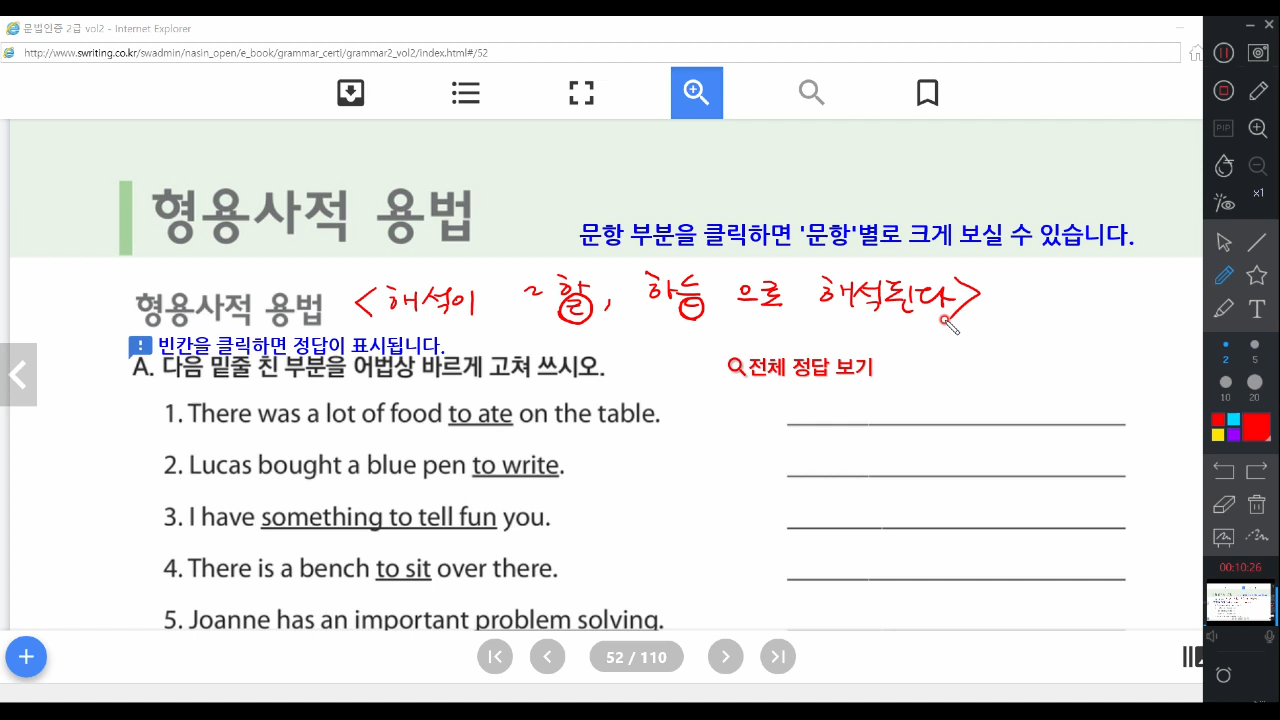 문법인증 2급 vol2 - Internet Explorer
http://www.swriting.co.kr/swadmin/nasin_open/e_book/grammar_certi/grammar2_vol2/index.html#/52
PIP
x1
형용사적 용법
문항 부분을 클릭하면 '문항'별로 크게 보실 수 있습니다.
형용사적 용법 <해석이 ~할, 하는 으로 해석된다>
! 빈칸을 클릭하면 정답이 표시됩니다.
A. 다음 밑줄 친 부분을 어법상 바르게 고쳐 쓰시오.
전체 정답 보기
1. There was a lot of food to ate on the table.
2. Lucas bought a blue pen to write.
3. I have something to tell fun you.
4. There is a bench to sit over there.
5. Joanne has an important problem solving.
52 / 110
T
2 5
10 20
00:10:26